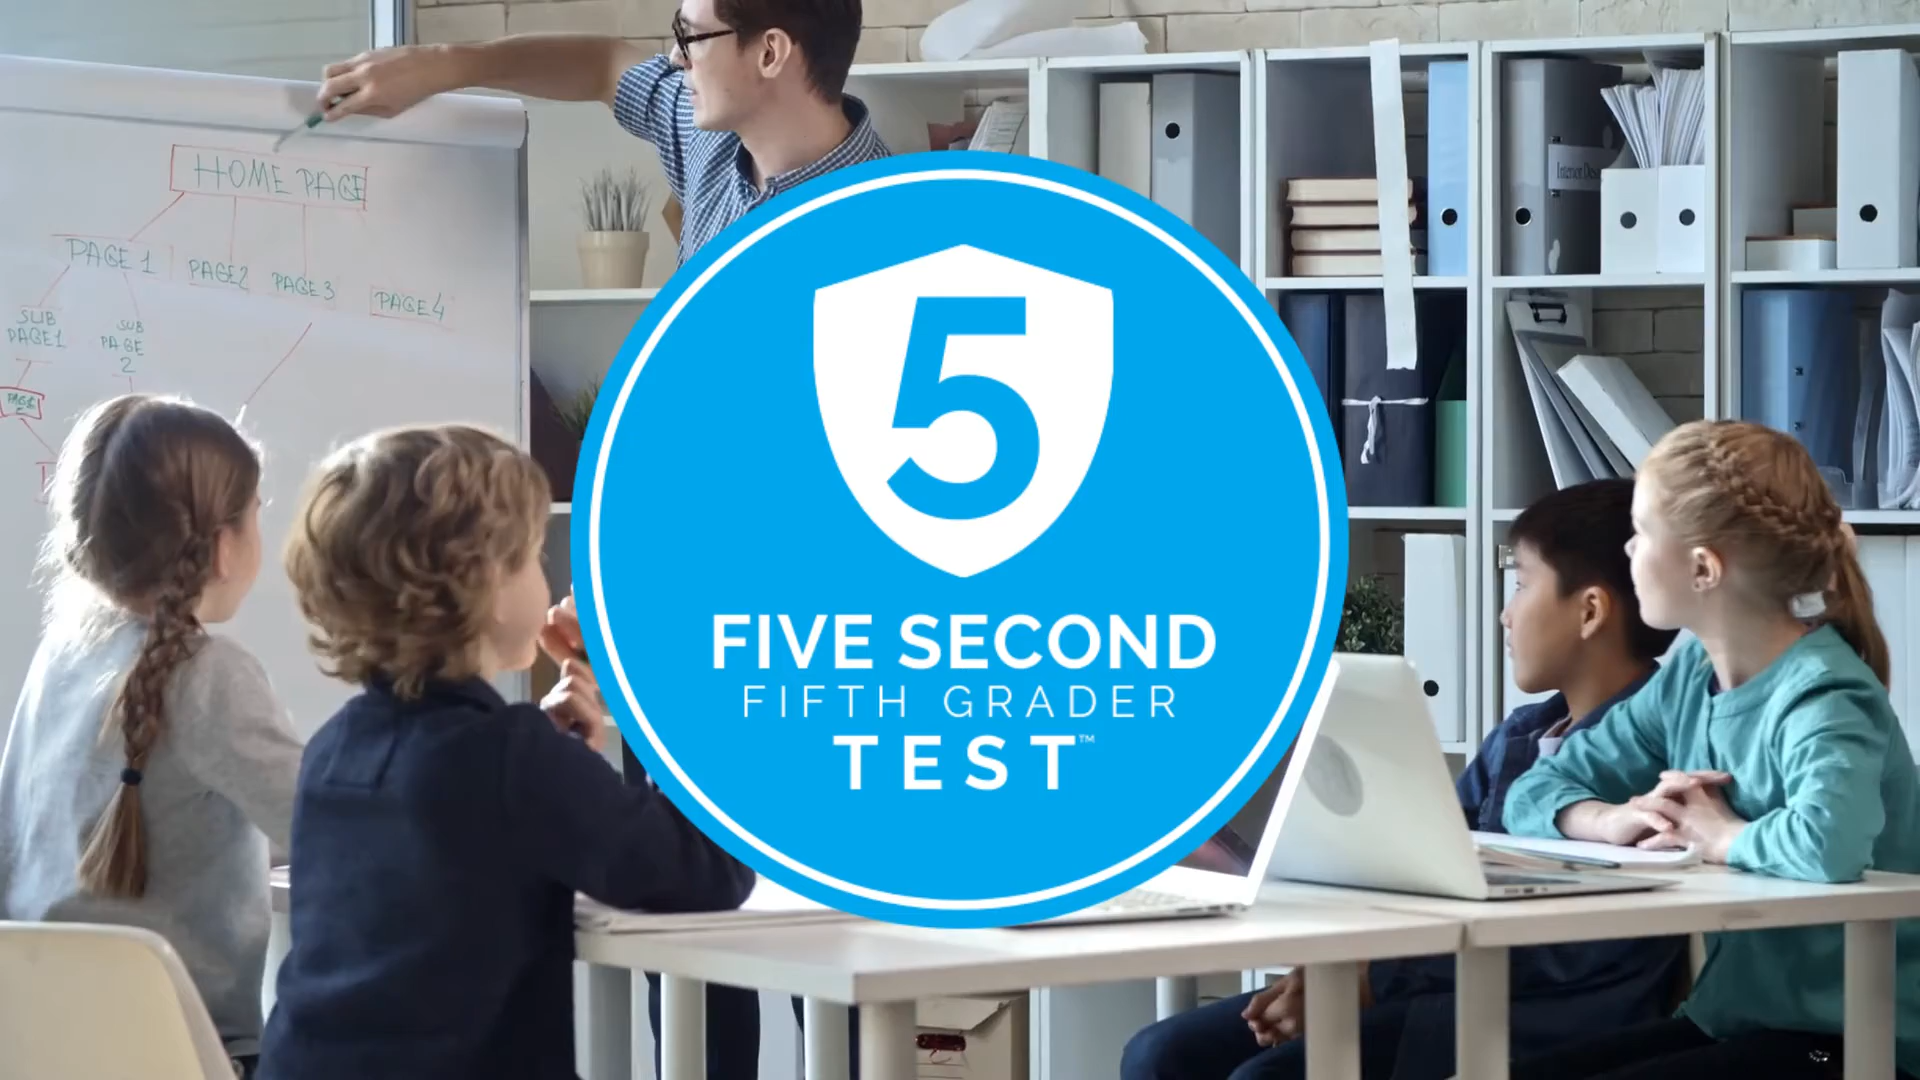 HOME PAGE
PAGE 1
PAGE2
PAGE3
PAGE4
SUB
PAGE1
SUB
PAGE
2
5
FIVE SECOND
FIFTH GRADER
TEST™